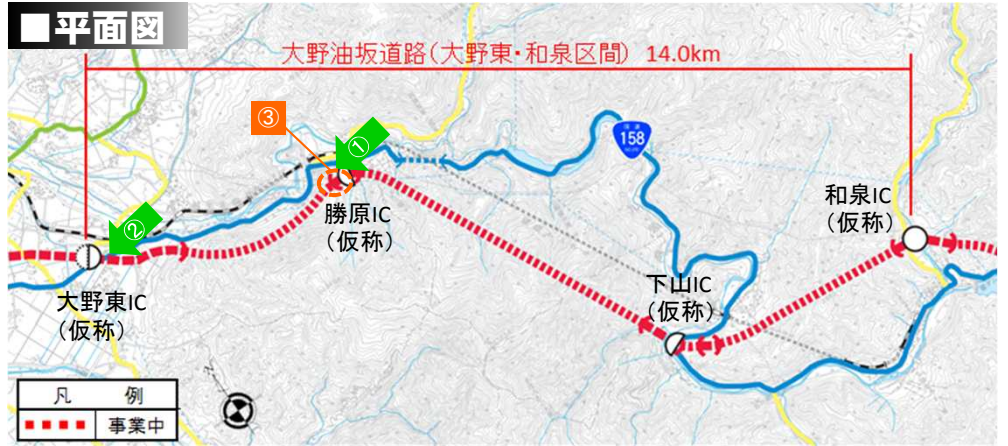 ■平面図
大野油坂道路(大野東・和泉区間) 14.0km
③
①
158
②
和泉IC
(仮称)
勝原IC
(仮称)
下山IC
(仮称)
大野東IC
(仮称)
凡 例
事業中